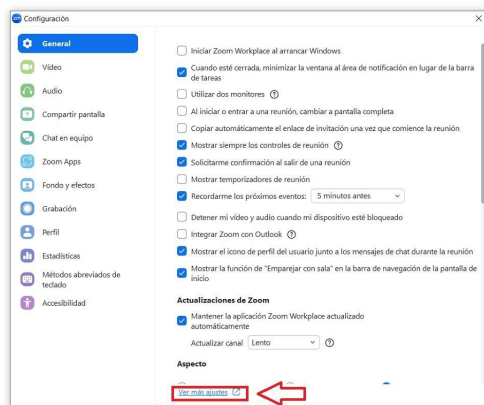 Configuración
General
Vídeo
Audio
Compartir pantalla
Chat en equipo
Zoom Apps
Fondo y efectos
Grabación
Perfil
Estadísticas
Métodos abreviados de
teclado
Accesibilidad
Iniciar Zoom Workplace al arrancar Windows
Cuando esté cerrada, minimizar la ventana al área de notificación en lugar de la barra
de tareas
Utilizar dos monitores
Al iniciar o entrar a una reunión, cambiar a pantalla completa
Copiar automáticamente el enlace de invitación una vez que comience la reunión
Mostrar siempre los controles de reunión
Solicitarme confirmación al salir de una reunión
Mostrar temporizadores de reunión
Recordarme los próximos eventos: 5 minutos antes
Detener mi vídeo y audio cuando mi dispositivo esté bloqueado
Integrar Zoom con Outlook
Mostrar el icono de perfil del usuario junto a los mensajes de chat durante la reunión
Mostrar la función de "Emparejar con sala" en la barra de navegación de la pantalla de
inicio
Actualizaciones de Zoom
Mantener la aplicación Zoom Workplace actualizado
automáticamente
Actualizar canal Lento
Aspecto
Ver más ajustes